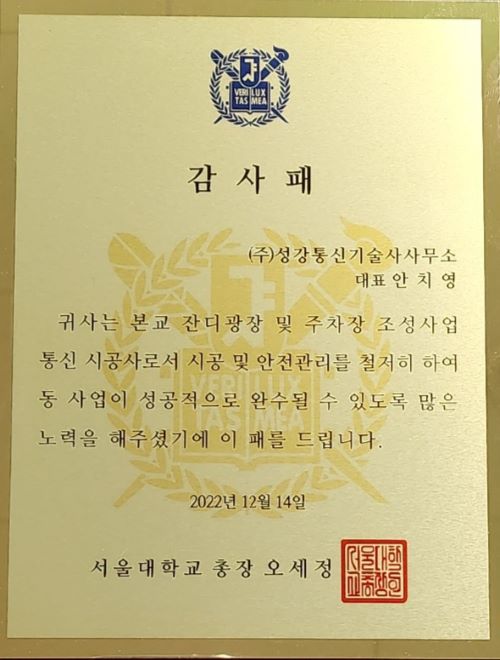 VERI LUX
TAS MEA
감 사 패
(주)성강통신기술사사무소
대표 안 치 영
귀사는 본교 잔디광장 및 주차장 조성사업
통신 시공사로서 시공 및 안전관리를 철저히 하여
동 사업이 성공적으로 완수될 수 있도록 많은
노력을 해주셨기에 이 패를 드립니다.
VERI LUX
TAS MEA
2022년 12월 14일
서울대학교 총장 오세정